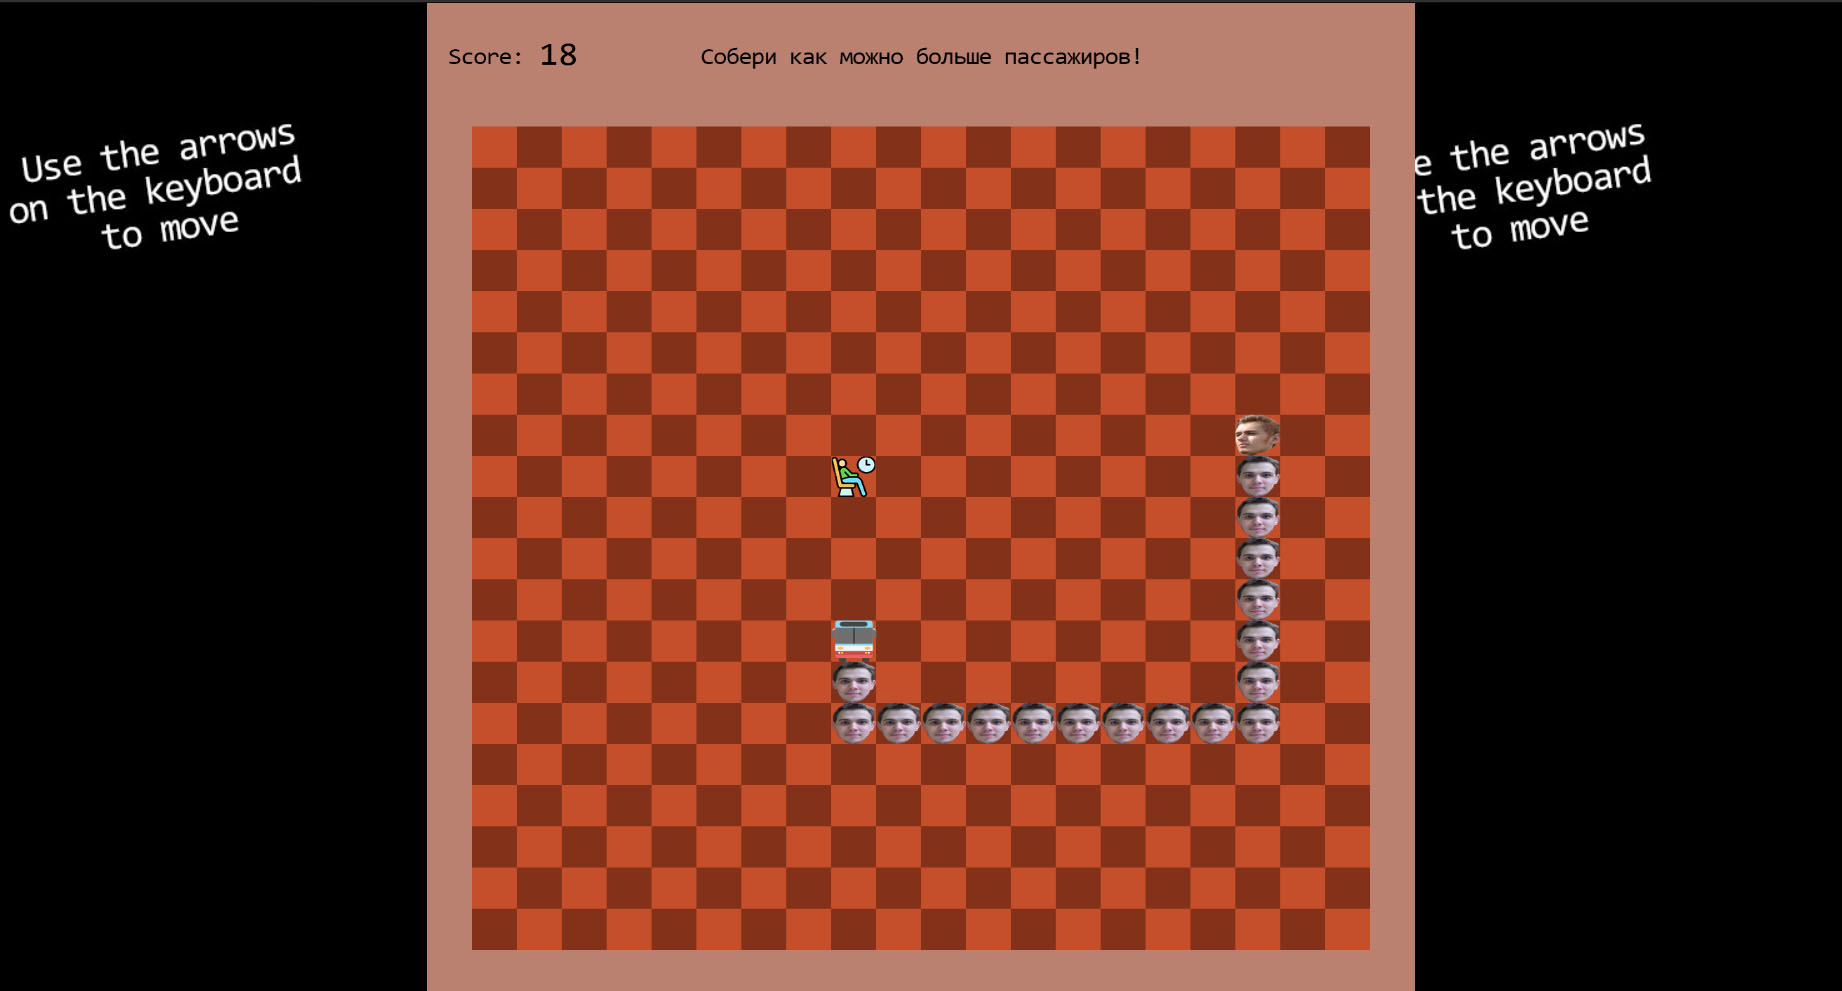 Score: 18
Собери как можно больше пассажиров!
Use the arrows
on the keyboard
to move
e the arrows
the keyboard
to move